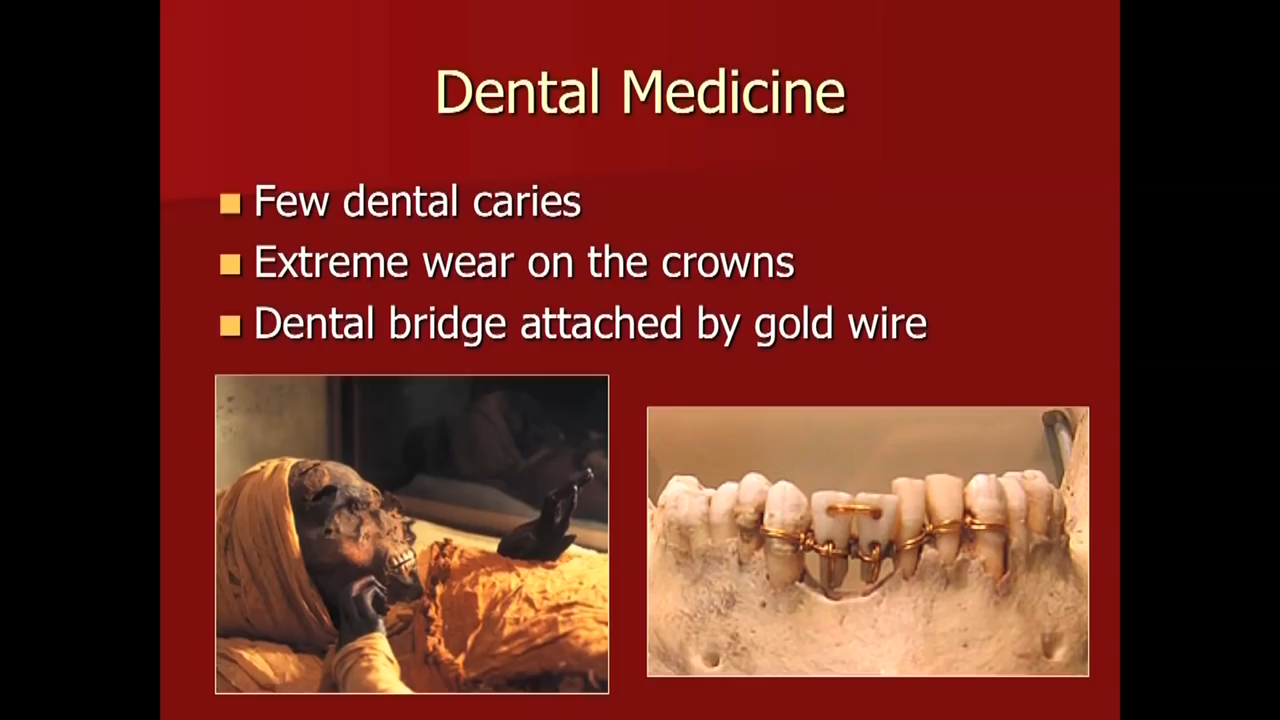 Dental Medicine
Few dental caries
Extreme wear on the crowns
Dental bridge attached by gold wire